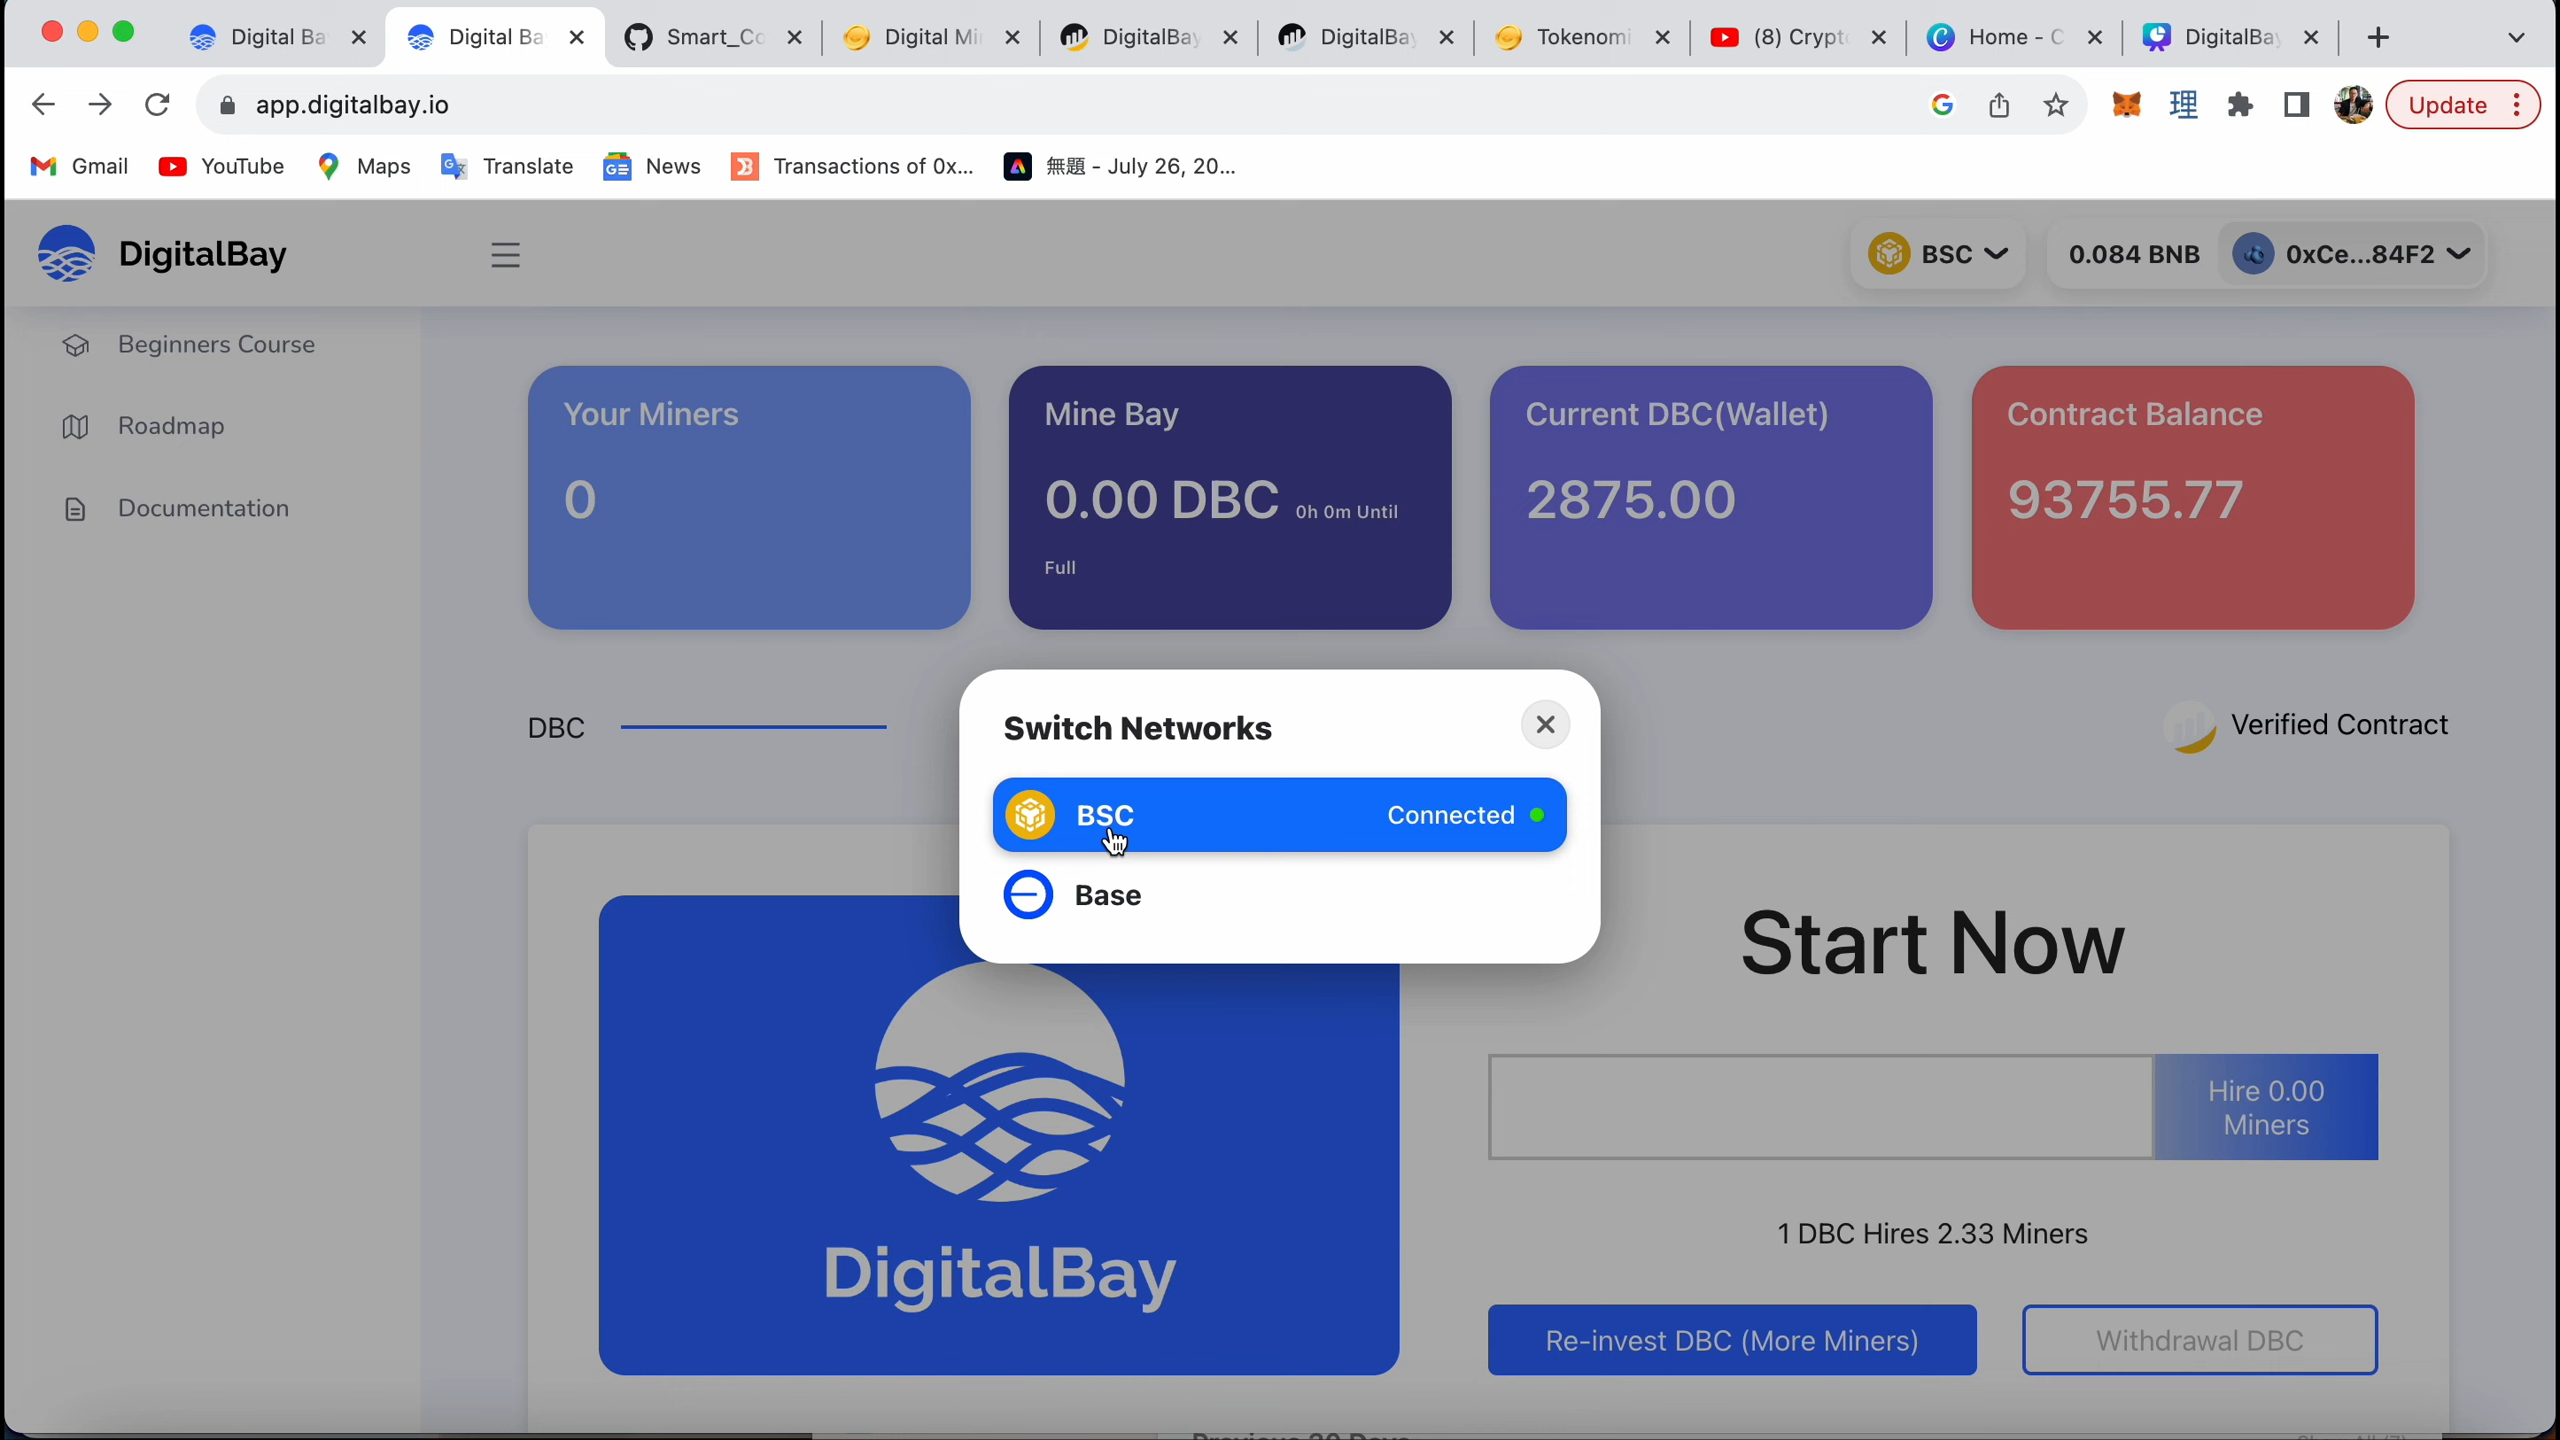 Digital Ba
Digital Ba
Smart_Co
Digital Mi
DigitalBay
DigitalBay
Tokenomi
(8) Crypt
Home - C
DigitalBay
app.digitalbay.io
理
Update
Gmail
YouTube
Maps
Translate
News
Transactions of 0x...
無題 - July 26, 20...
DigitalBay
BSC
0.084 BNB
0xCe...84F2
Beginners Course
Roadmap
Documentation
Your Miners
0
Mine Bay
0.00 DBC 0h 0m Until
Full
Current DBC(Wallet)
2875.00
Contract Balance
93755.77
DBC
Verified Contract
Switch Networks
BSC
Connected
Base
DigitalBay
Start Now
Hire 0.00
Miners
1 DBC Hires 2.33 Miners
Re-invest DBC (More Miners)
Withdrawal DBC